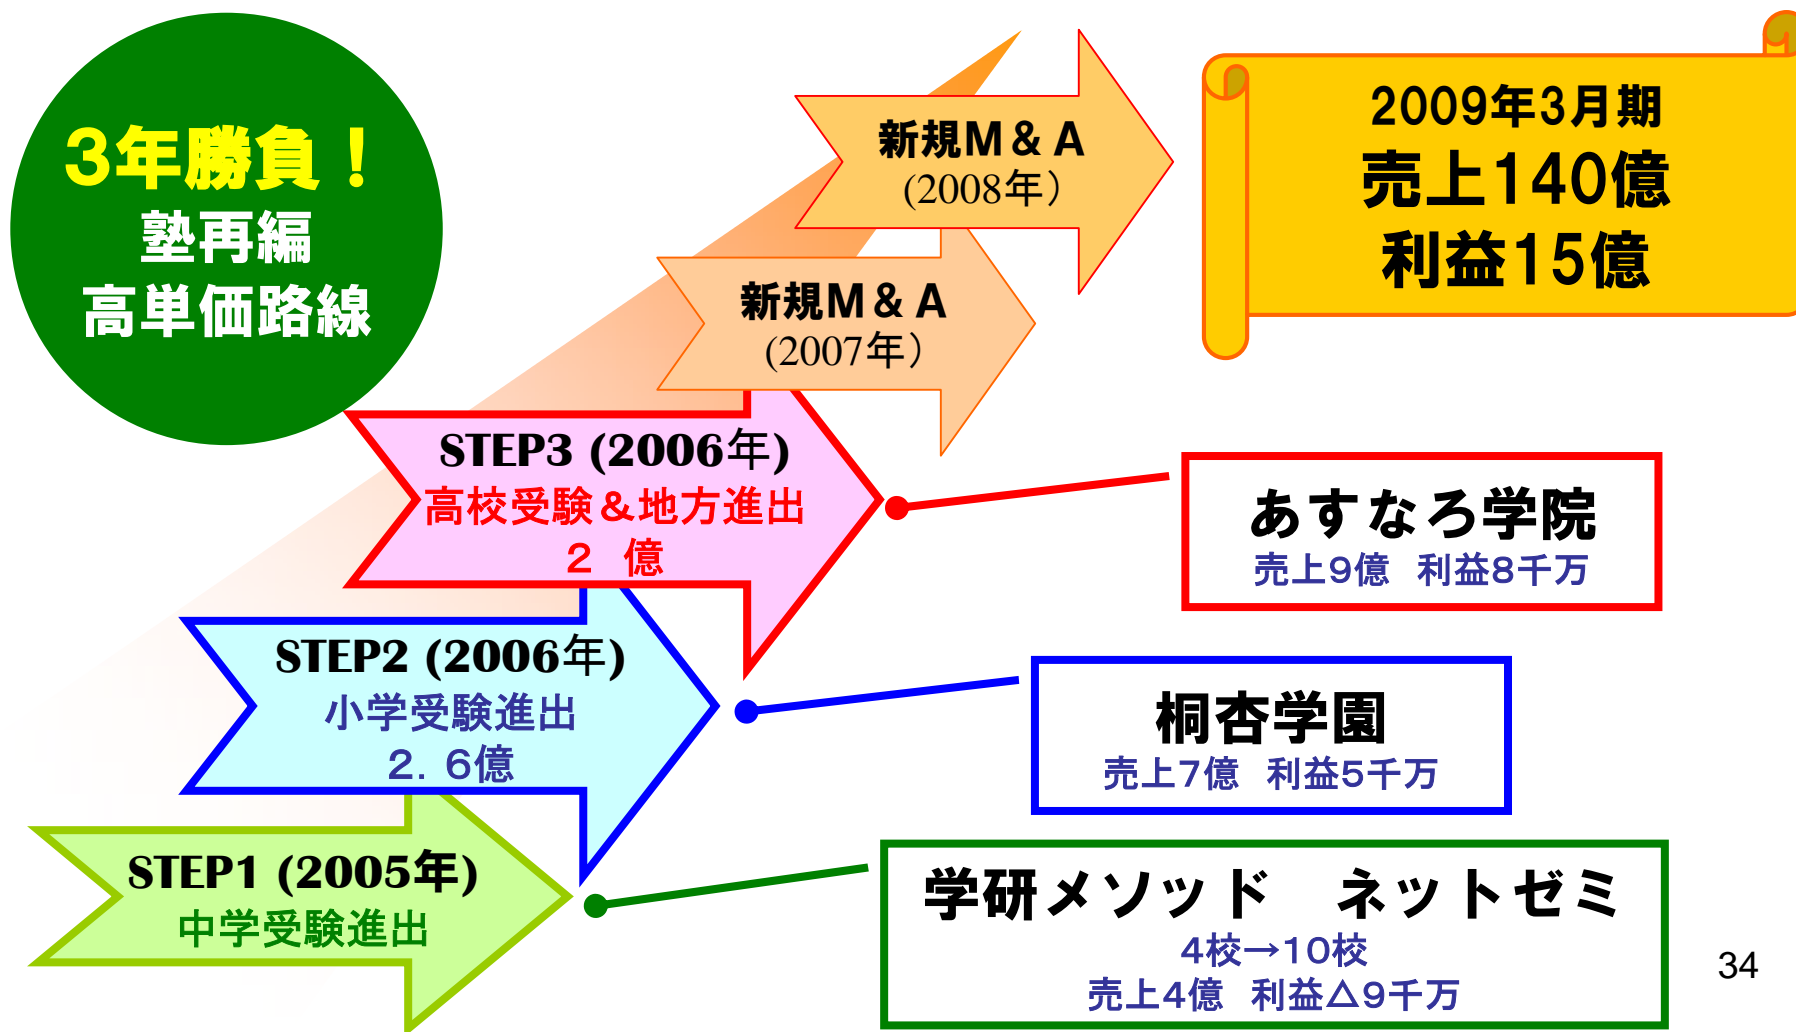 3年勝負！
塾再編
高単価路線
新規M＆A
(2008年）
2009年3月期
売上140億
利益15億
新規M＆A
(2007年）
STEP3 (2006年)
高校受験＆地方進出
２　億
あすなろ学院
売上9億　利益8千万
STEP2 (2006年)
小学受験進出
２．６億
桐杏学園
売上7億　利益5千万
STEP1 (2005年)
中学受験進出
学研メソッド　ネットゼミ
4校→10校
売上4億　利益△9千万
34